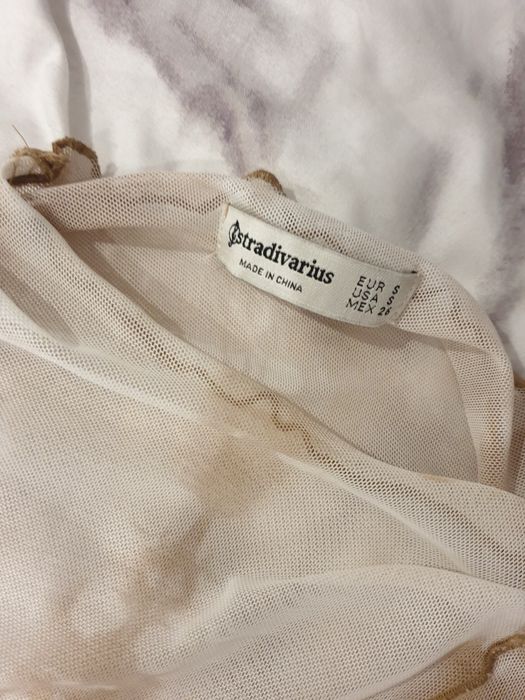 stradivarius
MADE IN CHINA
EUR S
USA S
MEX 26